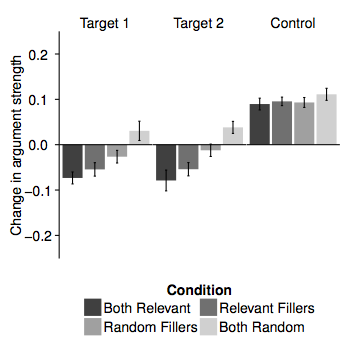 Target 1 Target 2 Control
Change in argument strength
0.2
0.1
0.0
−0.1
−0.2
Condition
Both Relevant Relevant Fillers
Random Fillers Both Random